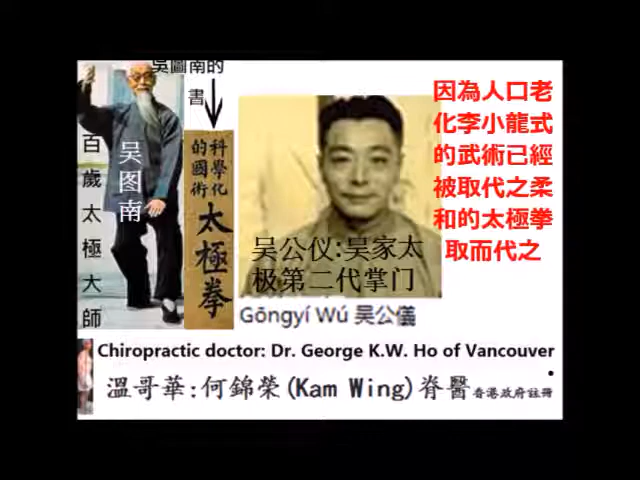 吳圖南的
書
百歲太極大師
吴图南
科學化
的國術
太極拳
吴公仪:吴家太
极第二代掌门
Gōngyí Wú 吴公儀
因為人口老
化李小龍式
的武術已經
被取代之柔
和的太極拳
取而代之
Chiropractic doctor: Dr. George K.W. Ho of Vancouver
溫哥華:何錦榮(Kam Wing)脊醫香港政府註冊